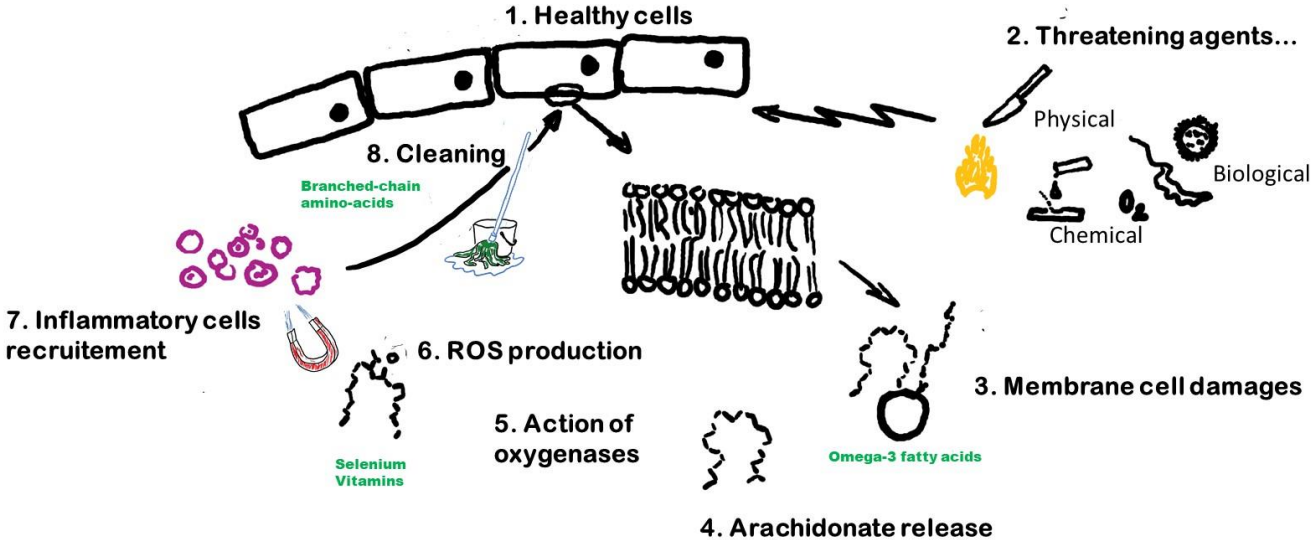 1. Healthy cells
2. Threatening agents...
Physical
Biological
O2
Chemical
3. Membrane cell damages
Omega-3 fatty acids
4. Arachidonate release
5. Action of
oxygenases
6. ROS production
Selenium
Vitamins
7. Inflammatory cells
recruitement
8. Cleaning
Branched-chain
amino-acids